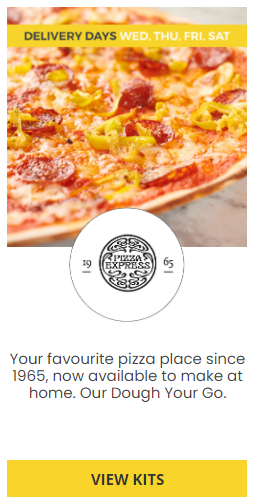 DELIVERY DAYS WED, THU, FRI, SAT
19 PIZZA EXPRESS 65
Your favourite pizza place since
1965, now available to make at
home. Our Dough Your Go.
VIEW KITS